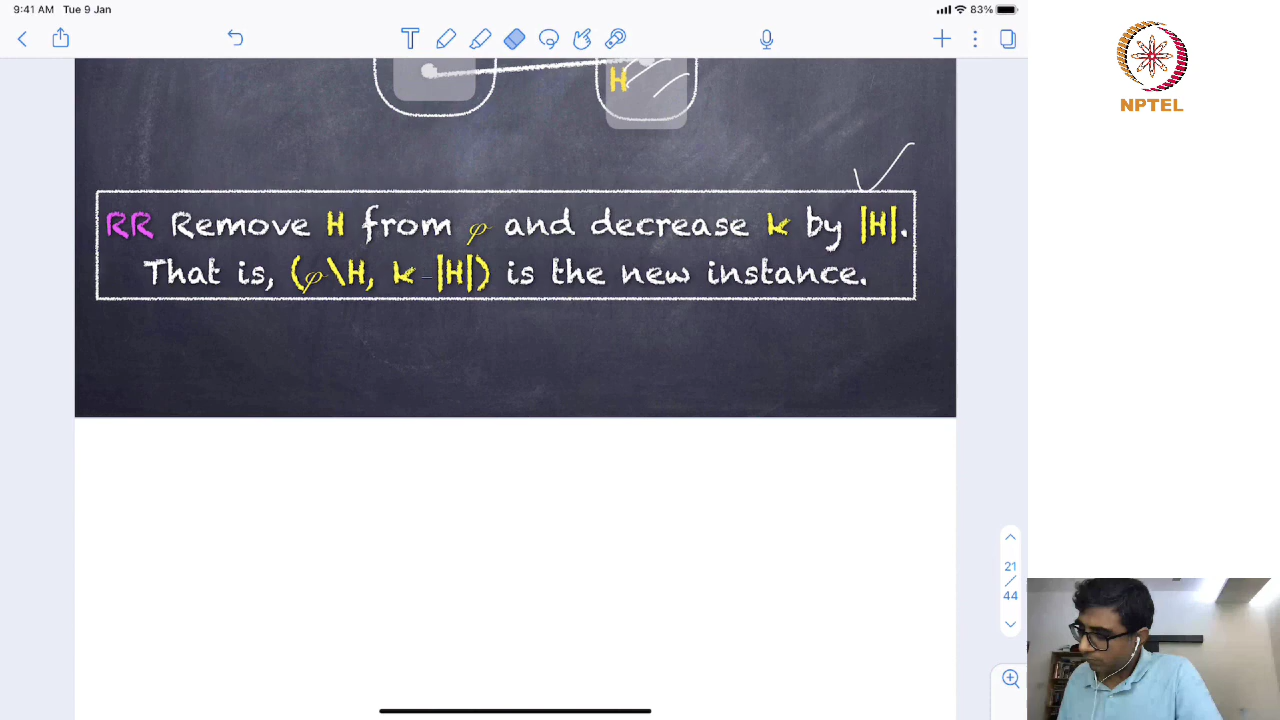 9:41 AM Tue 9 Jan
83%
T
NPTEL
H
RR Remove H from φ and decrease k by |H|.
That is, (φ\H, k-|H|) is the new instance.
21
/
44